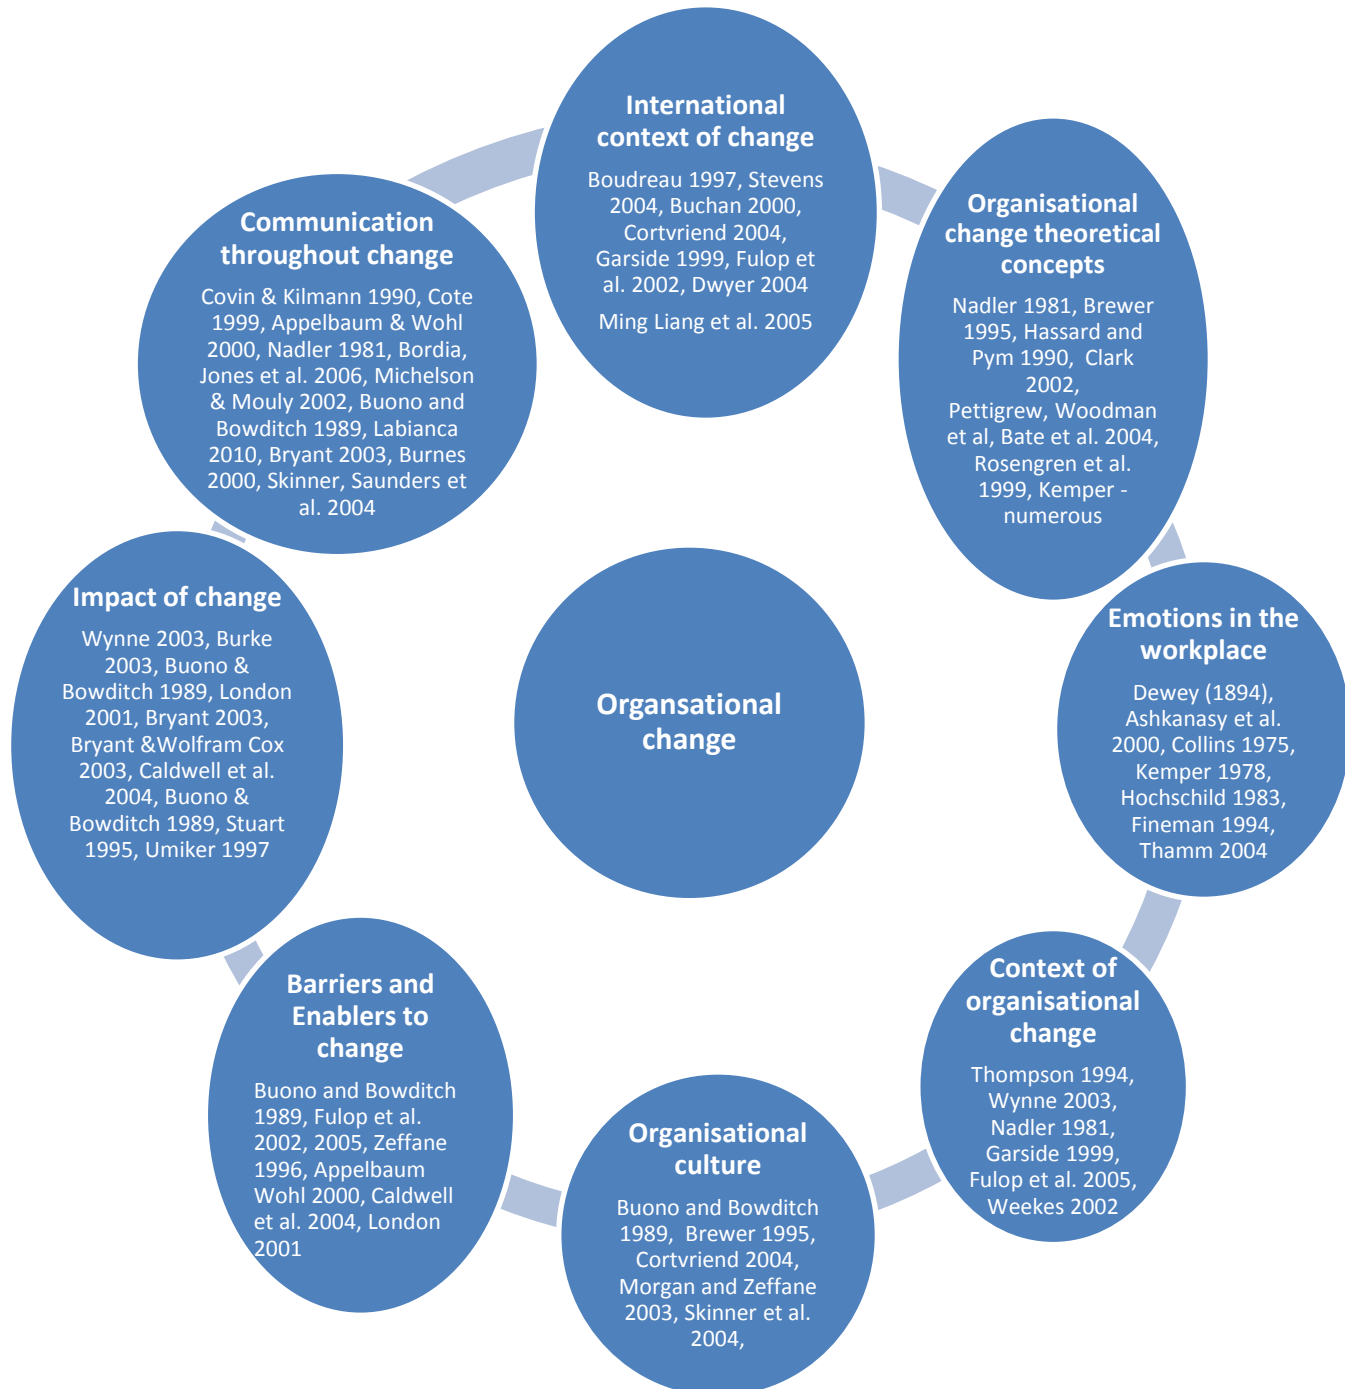 International
context of change
Boudreau 1997, Stevens
2004, Buchan 2000,
Cortvriend 2004,
Garside 1999, Fulop et
al. 2002, Dwyer 2004
Ming Liang et al. 2005
Organisational
change theoretical
concepts
Nadler 1981, Brewer
1995, Hassard and
Pym 1990,  Clark
2002,
Pettigrew, Woodman
et al, Bate et al. 2004,
Rosengren et al.
1999, Kemper -
numerous
Emotions in the
workplace
Dewey (1894),
Ashkanasy et al.
2000, Collins 1975,
Kemper 1978,
Hochschild 1983,
Fineman 1994,
Thamm 2004
Context of
organisational
change
Thompson 1994,
Wynne 2003,
Nadler 1981,
Garside 1999,
Fulop et al. 2005,
Weekes 2002
Organisational
culture
Buono and Bowditch
1989,  Brewer 1995,
Cortvriend 2004,
Morgan and Zeffane
2003, Skinner et al.
2004,
Barriers and
Enablers to
change
Buono and Bowditch
1989, Fulop et al.
2002, 2005, Zeffane
1996, Appelbaum
Wohl 2000, Caldwell
et al. 2004, London
2001
Impact of change
Wynne 2003, Burke
2003, Buono &
Bowditch 1989, London
2001, Bryant 2003,
Bryant &Wolfram Cox
2003, Caldwell et al.
2004, Buono &
Bowditch 1989, Stuart
1995, Umiker 1997
Communication
throughout change
Covin & Kilmann 1990, Cote
1999, Appelbaum & Wohl
2000, Nadler 1981, Bordia,
Jones et al. 2006, Michelson
& Mouly 2002, Buono and
Bowditch 1989, Labianca
2010, Bryant 2003, Burnes
2000, Skinner, Saunders et
al. 2004
Organsational
change